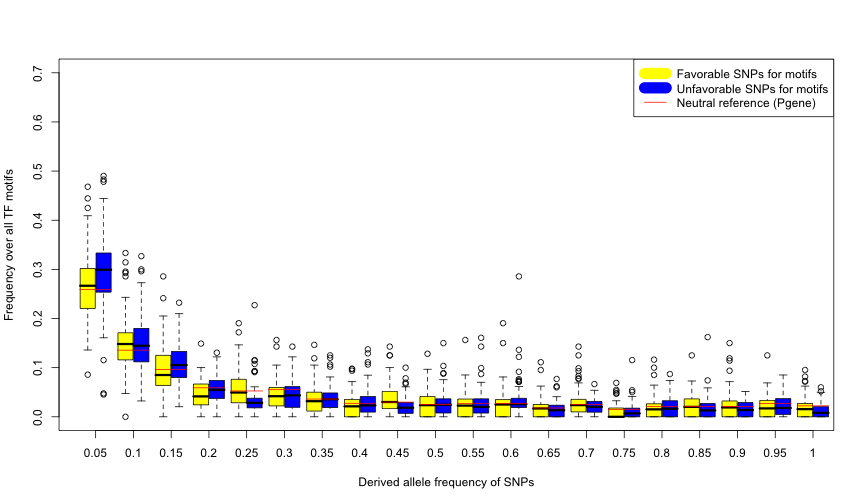 Favorable SNPs for motifs
Unfavorable SNPs for motifs
Neutral reference (Pgene)
0.7
0.6
0.5
0.4
0.3
0.2
0.1
0.0
Frequency over all TF motifs
0.05 0.1 0.15 0.2 0.25 0.3 0.35 0.4 0.45 0.5 0.55 0.6 0.65 0.7 0.75 0.8 0.85 0.9 0.95 1
Derived allele frequency of SNPs